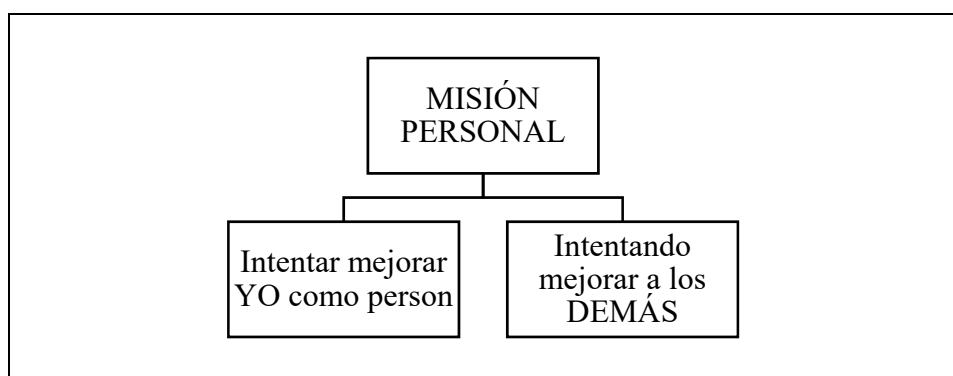 MISIÓN
PERSONAL
Intentar mejorar
YO como person
Intentando
mejorar a los
DEMÁS